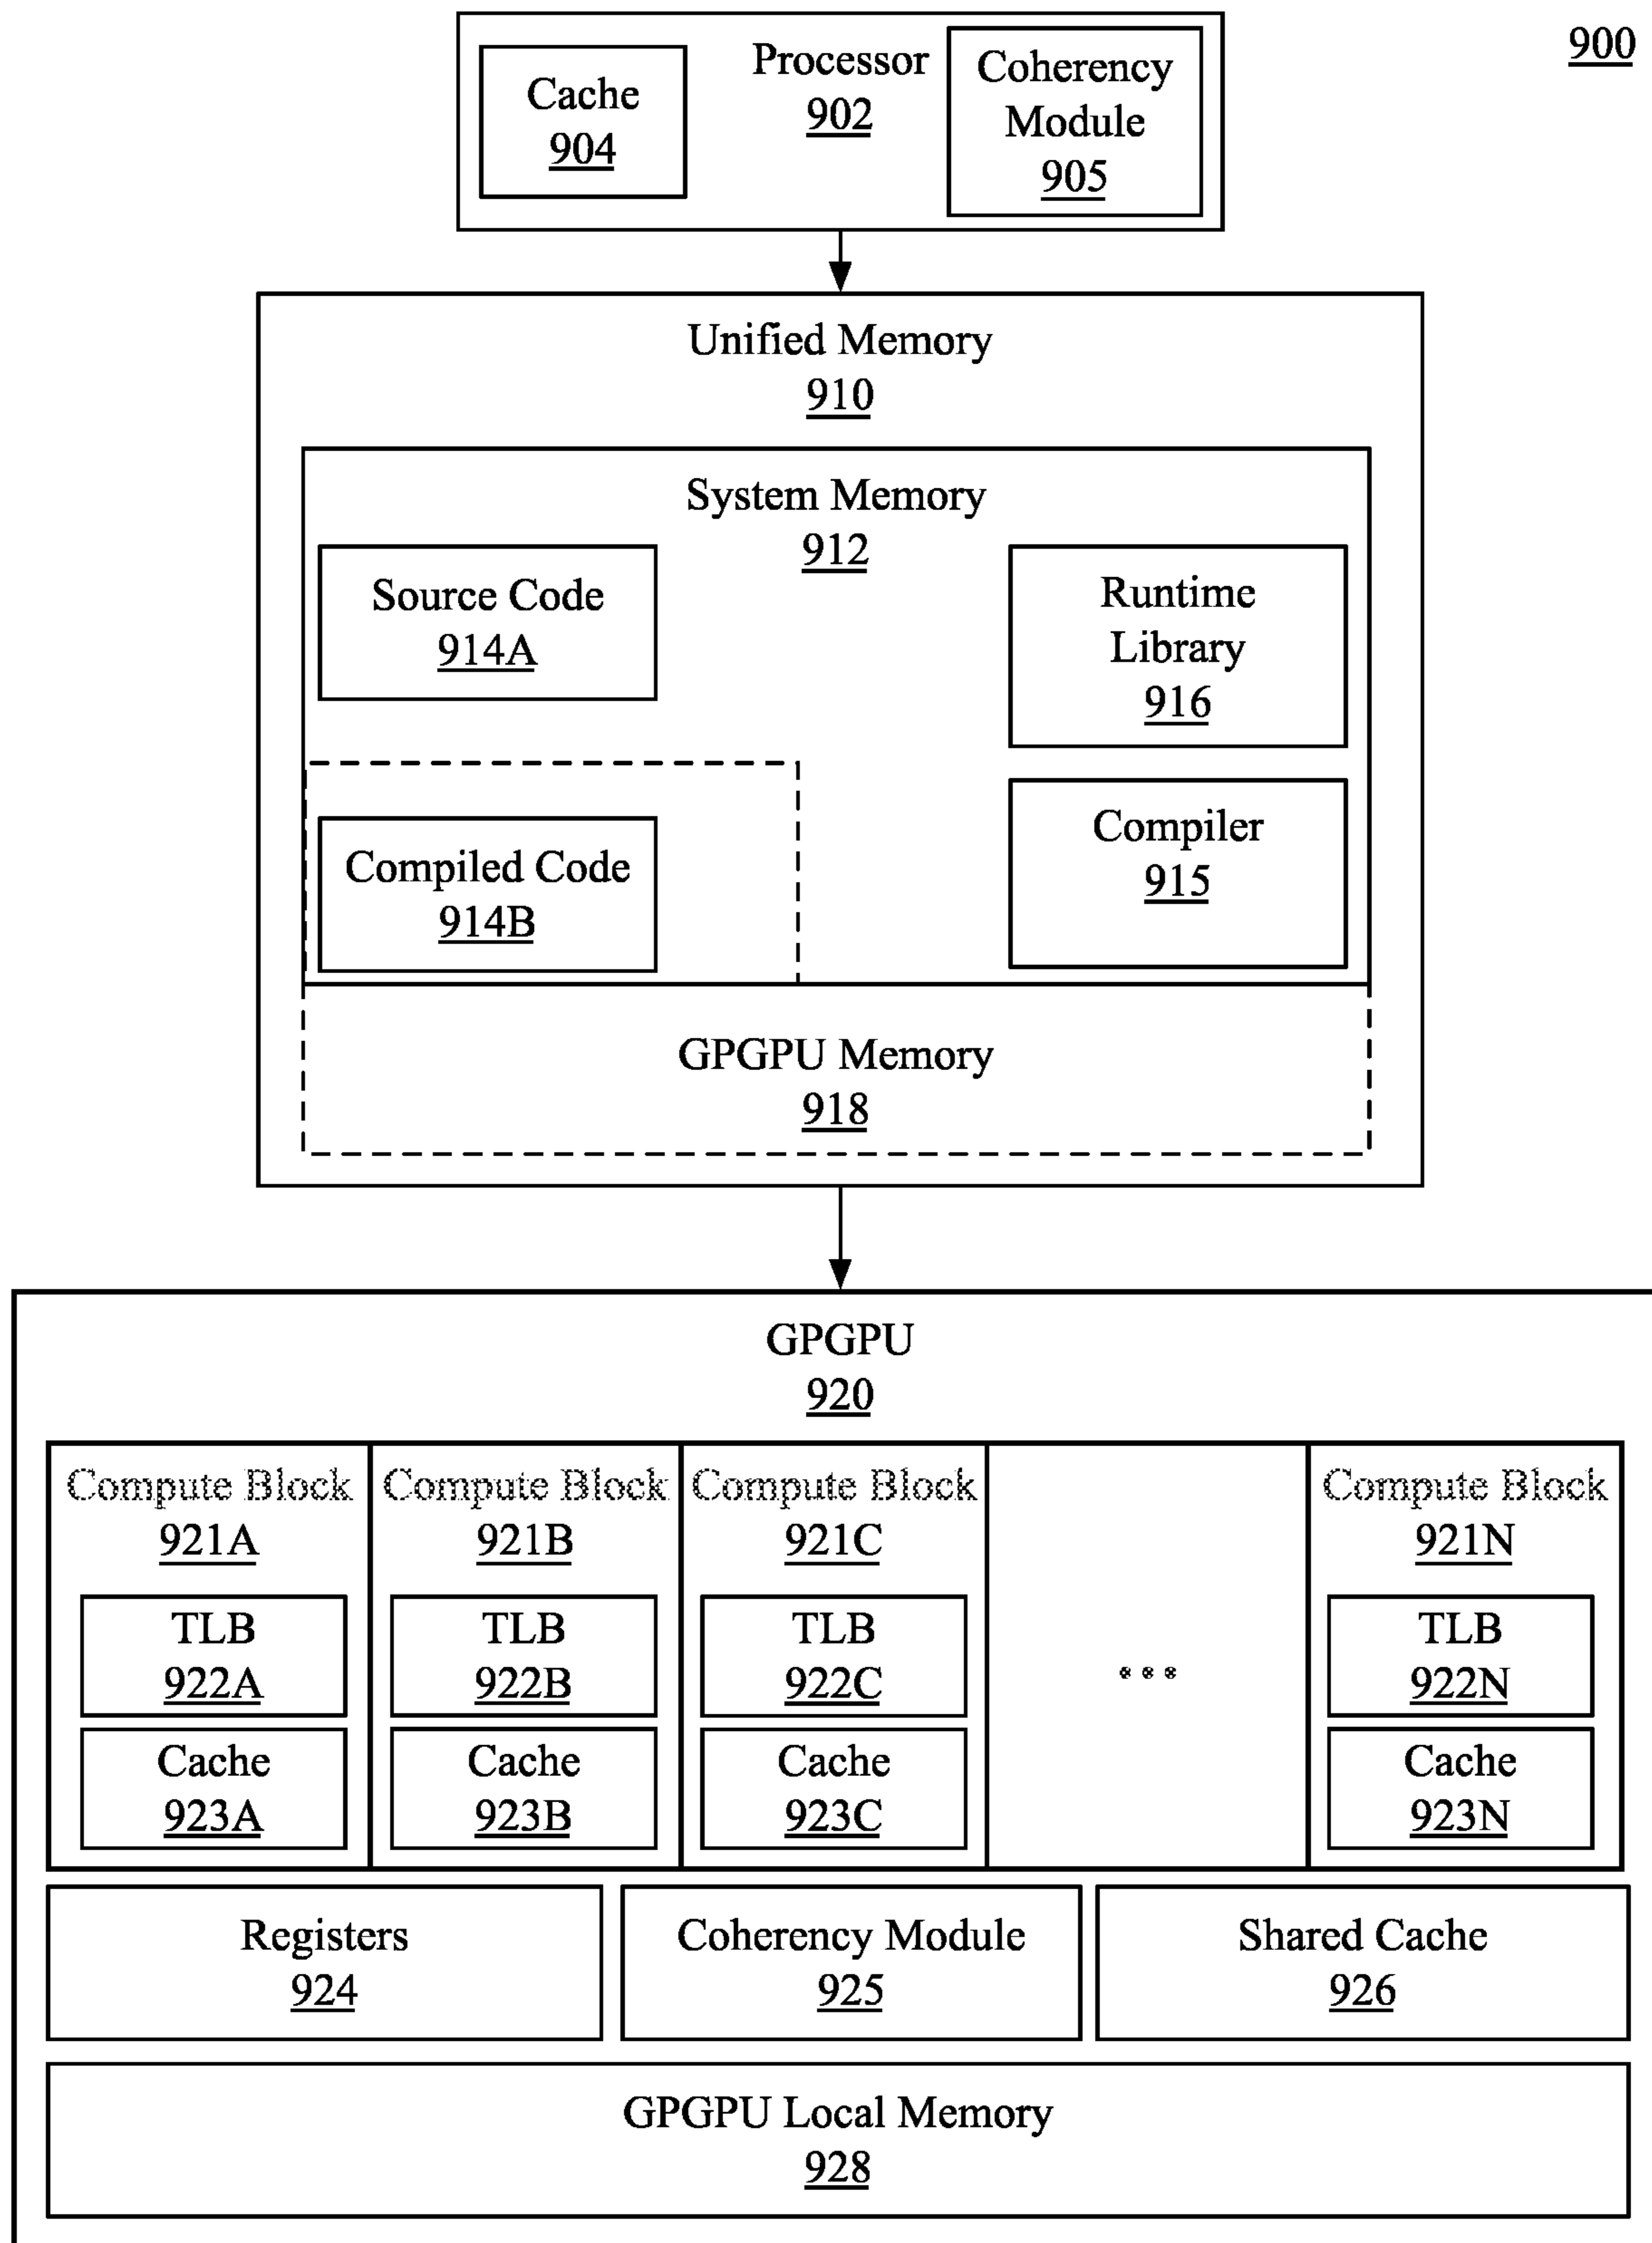 900
Processor
902
Cache
904
Coherency
Module
905
Unified Memory
910
System Memory
912
Source Code
914A
Runtime
Library
916
Compiled Code
914B
Compiler
915
GPGPU Memory
918
GPGPU
920
Compute Block
921A
TLB
922A
Cache
923A
Compute Block
921B
TLB
922B
Cache
923B
Compute Block
921C
TLB
922C
Cache
923C
...
Compute Block
921N
TLB
922N
Cache
923N
Registers
924
Coherency Module
925
Shared Cache
926
GPGPU Local Memory
928